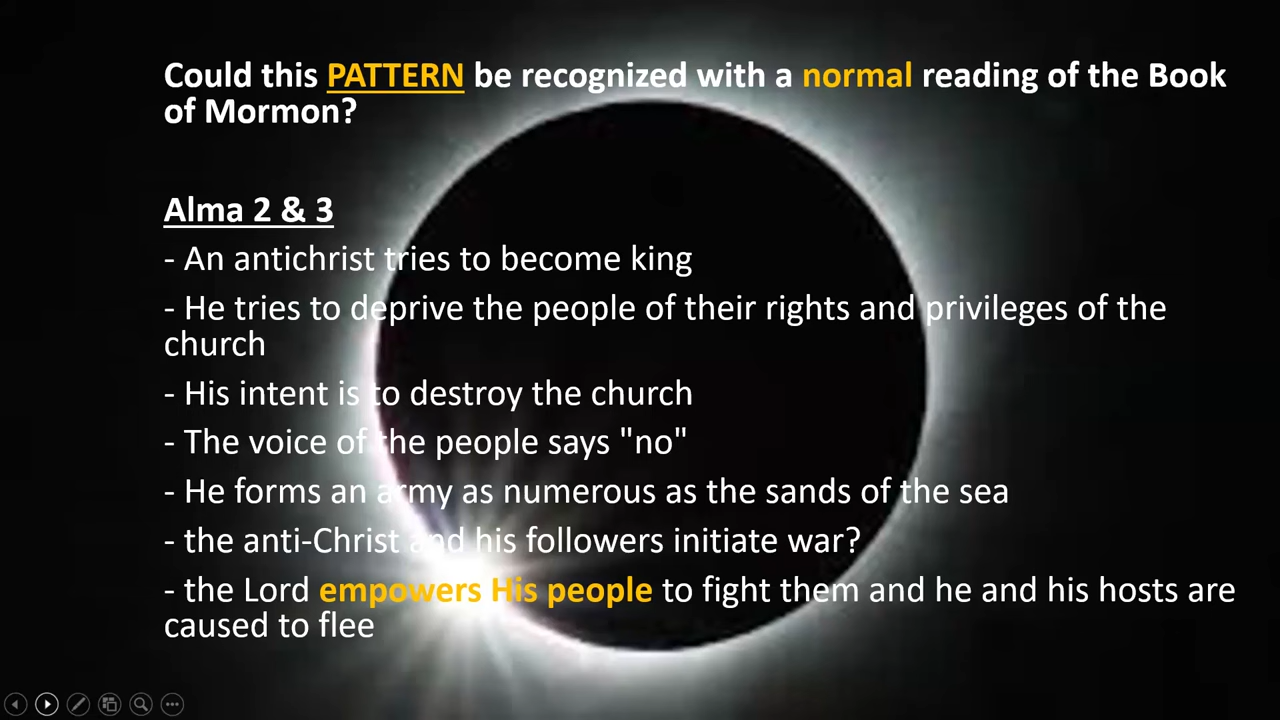 Could this PATTERN be recognized with a normal reading of the Book
of Mormon?
Alma 2 & 3
- An antichrist tries to become king
- He tries to deprive the people of their rights and privileges of the
church
- His intent is to destroy the church
- The voice of the people says "no"
- He forms an army as numerous as the sands of the sea
- the anti-Christ and his followers initiate war?
- the Lord empowers His people to fight them and he and his hosts are
caused to flee